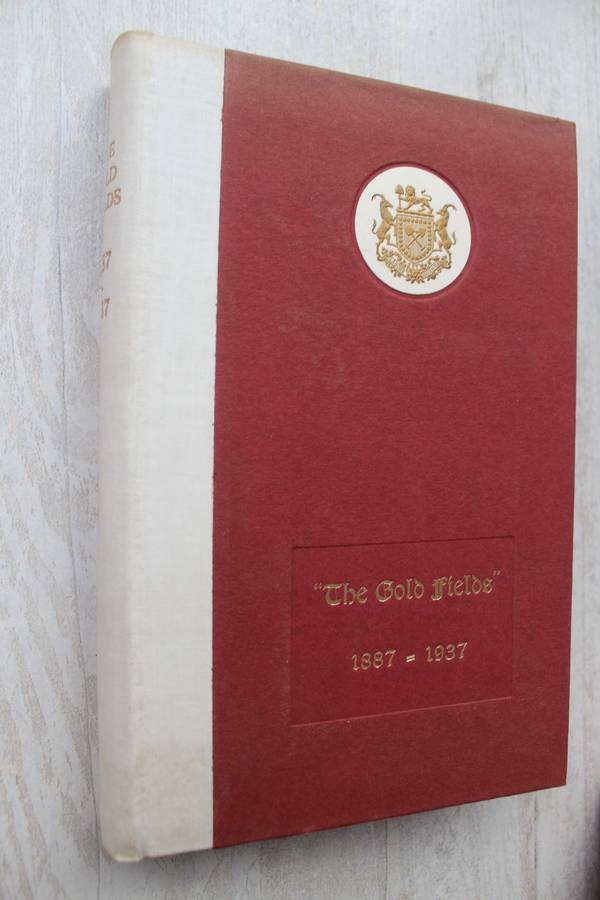 "The Gold Fields"
1887 = 1937